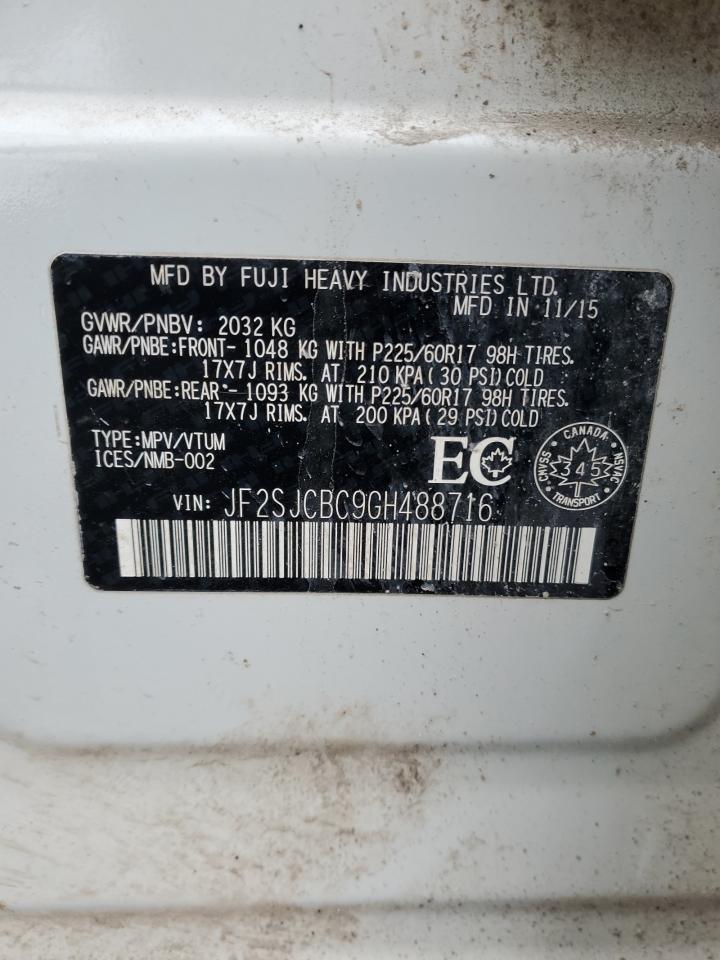 MFD BY FUJI HEAVY INDUSTRIES LTD.
MFD IN 11/15
GVWR/PNBV: 2032 KG
GAWR/PNBE:FRONT- 1048 KG WITH P225/60R17 98H TIRES.
17X7J RIMS. AT 210 KPA(30 PSI)COLD
GAWR/PNBE:REAR - 1093 KG WITH P225/60R17 98H TIRES.
17X7J RIMS. AT 200 KPA(29 PSI)COLD
TYPE:MPV/VTUM
ICES/NMB-002
EC
CANADA
CMVSS
345
NSVAC
TRANSPORT
VIN: JF2SJCBC9GH488716